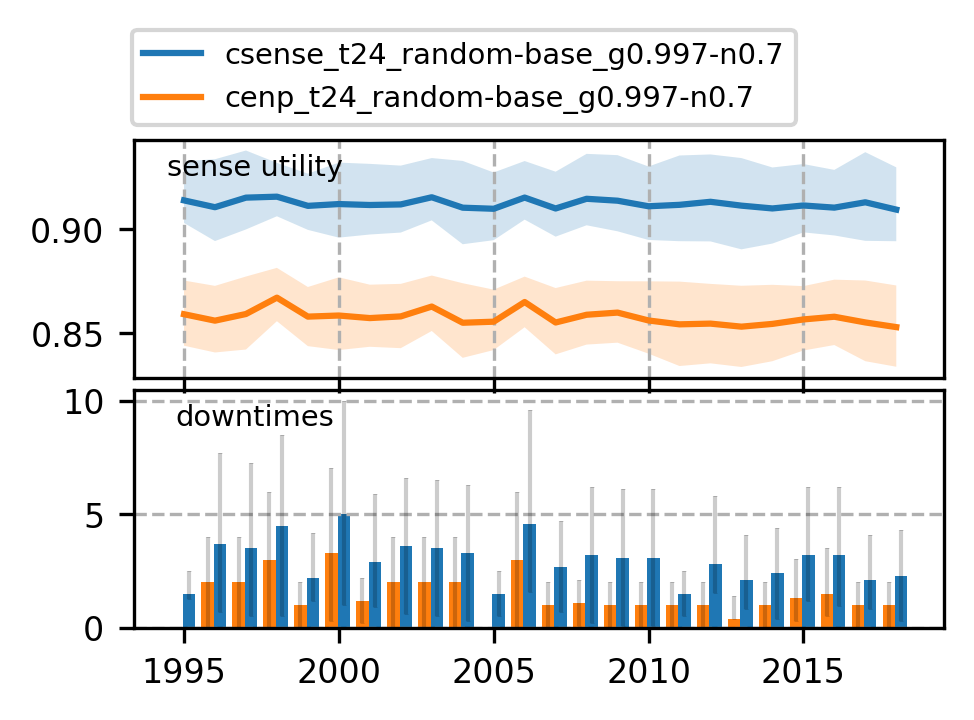 csense_t24_random-base_g0.997-n0.7
cenp_t24_random-base_g0.997-n0.7
sense utility
0.90
0.85
downtimes
10
5
0
1995 2000 2005 2010 2015